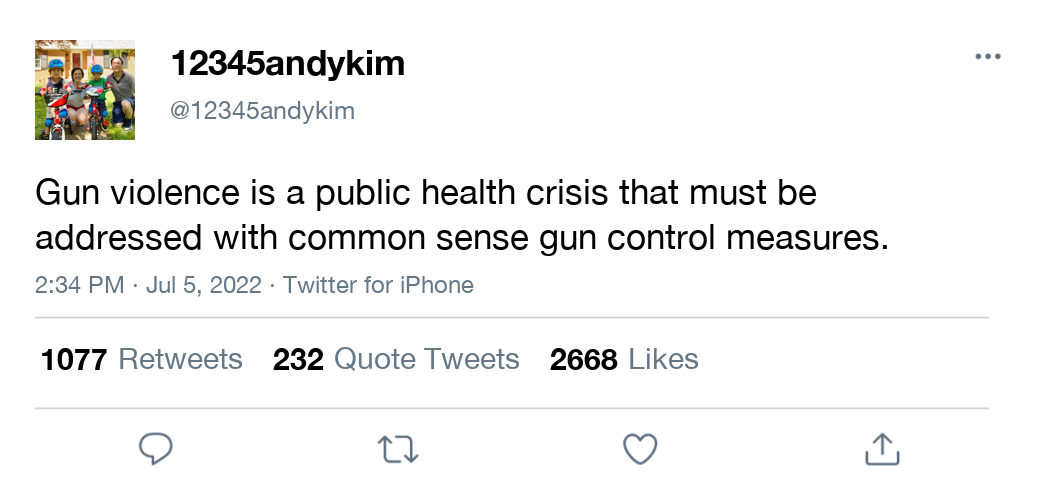 12345andykim
@12345andykim
Gun violence is a public health crisis that must be
addressed with common sense gun control measures.
2:34 PM · Jul 5, 2022 · Twitter for iPhone
1077 Retweets 232 Quote Tweets 2668 Likes